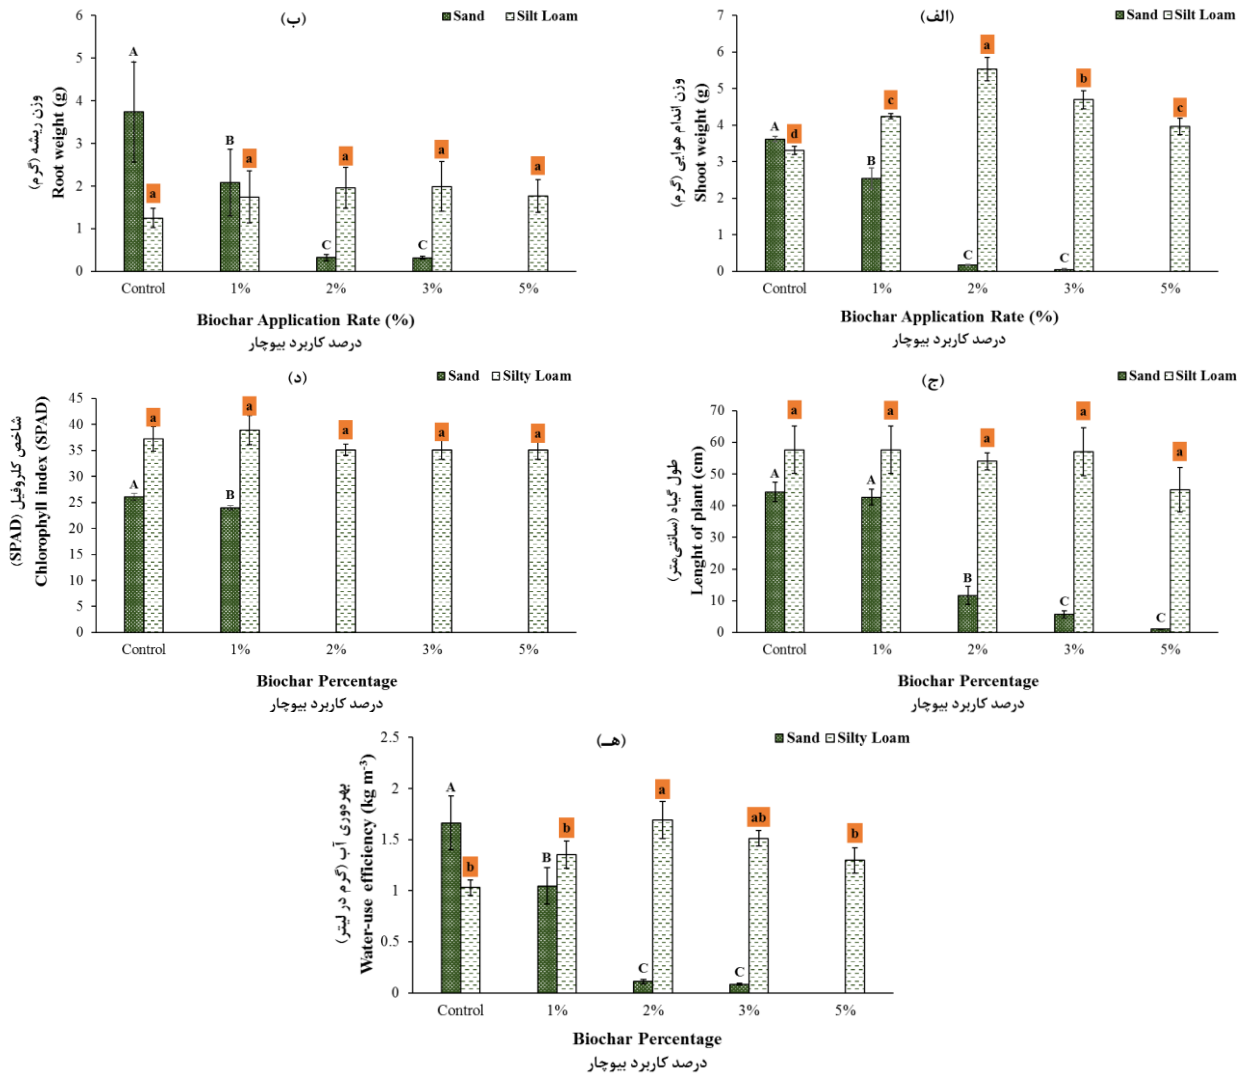 (ب)
Sand Silt Loam
وزن ریشه (گرم)
Root weight (g)
6
5
4
3
2
1
0
A
a
B
a
C
a
C
a
a
Control 1% 2% 3% 5%
Biochar Application Rate (%)
درصد کاربرد بیوچار
(الف)
Sand Silt Loam
وزن اندام هوایی (گرم)
Shoot weight (g)
7
6
5
4
3
2
1
0
A
d
B
c
C
a
C
b
c
Control 1% 2% 3% 5%
Biochar Application Rate (%)
درصد کاربرد بیوچار
(د)
Sand Silty Loam
شاخص کلروفیل (SPAD)
Chlorophyll index (SPAD)
45
40
35
30
25
20
15
10
5
0
A
a
B
a
a
a
a
Control 1% 2% 3% 5%
Biochar Percentage
درصد کاربرد بیوچار
(ج)
Sand Silt Loam
طول گیاه (سانتی‌متر)
Lenght of plant (cm)
70
60
50
40
30
20
10
0
A
a
A
a
B
a
C
a
C
a
Control 1% 2% 3% 5%
Biochar Percentage
درصد کاربرد بیوچار
(هـ)
Sand Silty Loam
بهره‌وری آب (گرم در لیتر)
Water-use efficiency (kg m-3)
2.5
2
1.5
1
0.5
0
A
b
B
b
C
a
C
ab
b
Control 1% 2% 3% 5%
Biochar Percentage
درصد کاربرد بیوچار